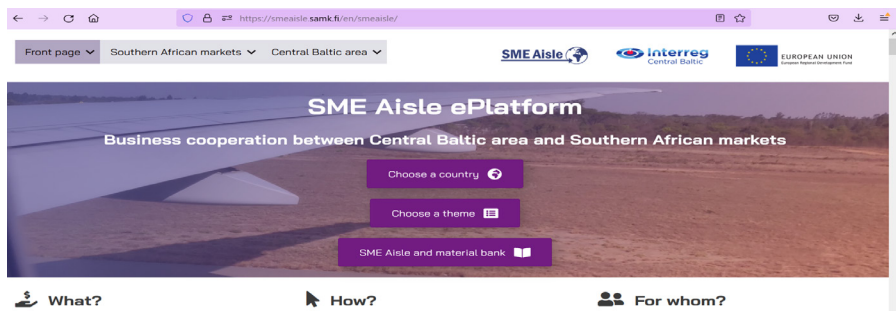 https://smeaisle.samk.fi/en/smeaisle/
Front page Southern African markets Central Baltic area
SME Aisle
Interreg
Central Baltic
EUROPEAN UNION
European Regional Development Fund
SME Aisle ePlatform
Business cooperation between Central Baltic area and Southern African markets
Choose a country
Choose a theme
SME Aisle and material bank
What? How? For whom?